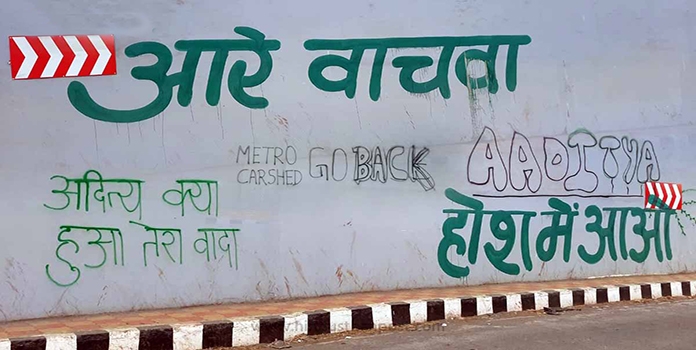 आरे वाचवा
METRO CARSHED GO BACK
AADITYA
होश में आओ
अदित्य क्या
हुआ तेरा वादा